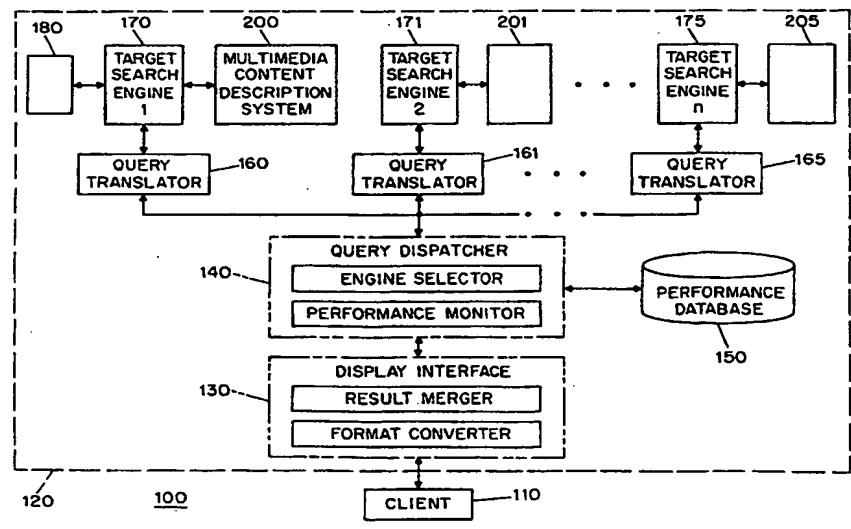 180
170
200
171
201
175
205
TARGET
SEARCH
ENGINE
1
MULTIMEDIA
CONTENT
DESCRIPTION
SYSTEM
TARGET
SEARCH
ENGINE
2
TARGET
SEARCH
ENGINE
n
QUERY
TRANSLATOR
160
QUERY
TRANSLATOR
161
QUERY
TRANSLATOR
165
QUERY DISPATCHER
140
ENGINE SELECTOR
PERFORMANCE MONITOR
PERFORMANCE
DATABASE
150
DISPLAY INTERFACE
130
RESULT MERGER
FORMAT CONVERTER
120
100
CLIENT
110